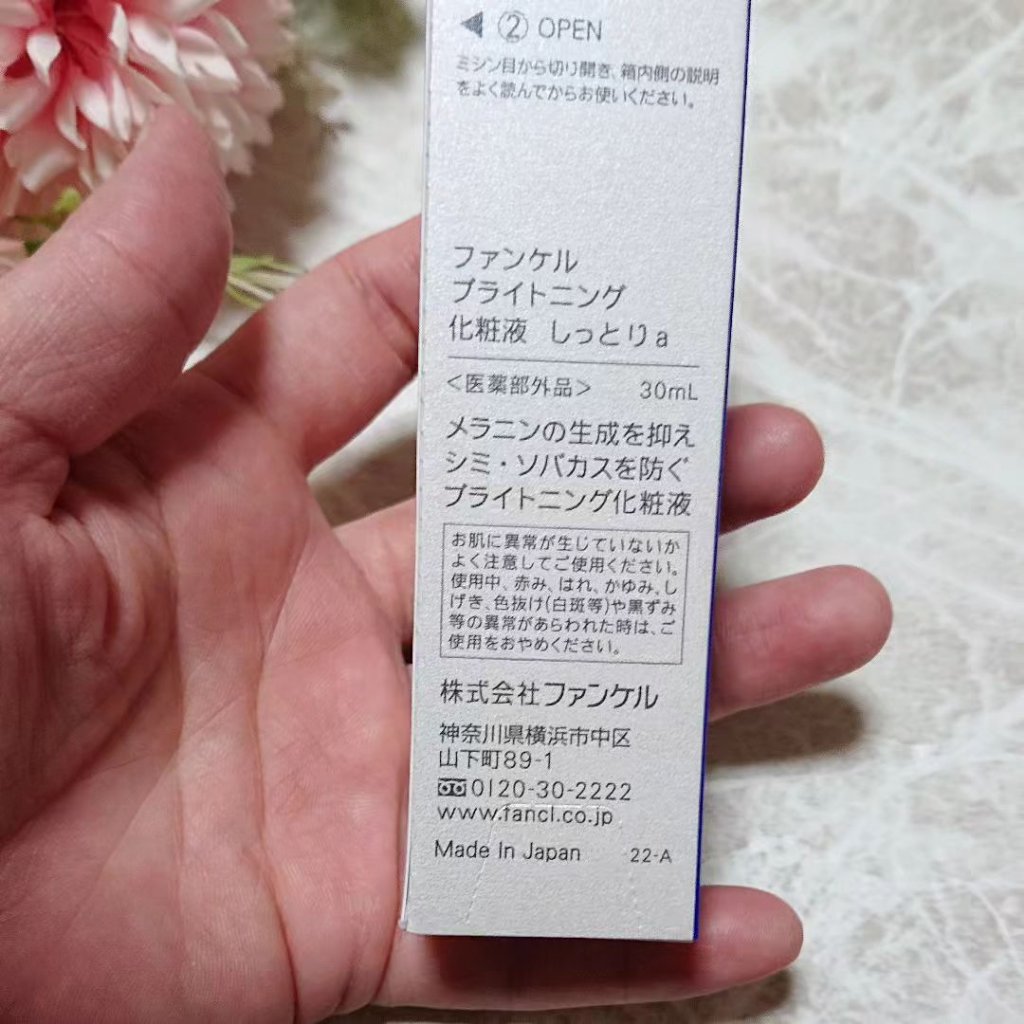 ◀ ② OPEN
ミシン目から切り開き、箱内側の説明
をよく読んでからお使いください。
ファンケル
ブライトニング
化粧液 しっとりa
＜医薬部外品＞ 30mL
メラニンの生成を抑え
シミ・ソバカスを防ぐ
ブライトニング化粧液
お肌に異常が生じていないか
よく注意してご使用ください。
使用中、赤み、はれ、かゆみ、し
げき、色抜け(白斑等)や黒ずみ
等の異常があらわれた時は、ご
使用をおやめください。
株式会社ファンケル
神奈川県横浜市中区
山下町89-1
0120-30-2222
www.fancl.co.jp
Made In Japan 22-A